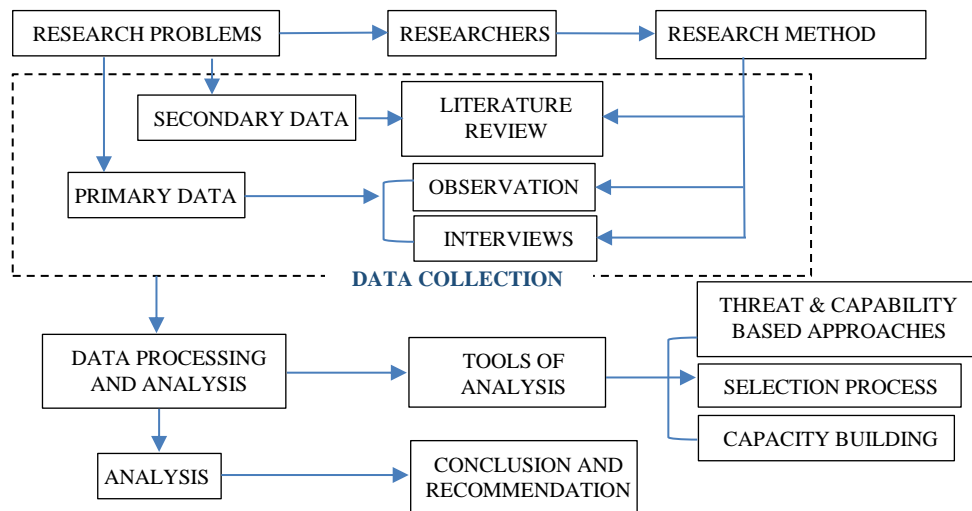 RESEARCH PROBLEMS
RESEARCHERS
RESEARCH METHOD
SECONDARY DATA
LITERATURE
REVIEW
PRIMARY DATA
OBSERVATION
INTERVIEWS
DATA COLLECTION
THREAT & CAPABILITY
BASED APPROACHES
DATA PROCESSING
AND ANALYSIS
TOOLS OF
ANALYSIS
SELECTION PROCESS
CAPACITY BUILDING
ANALYSIS
CONCLUSION AND
RECOMMENDATION